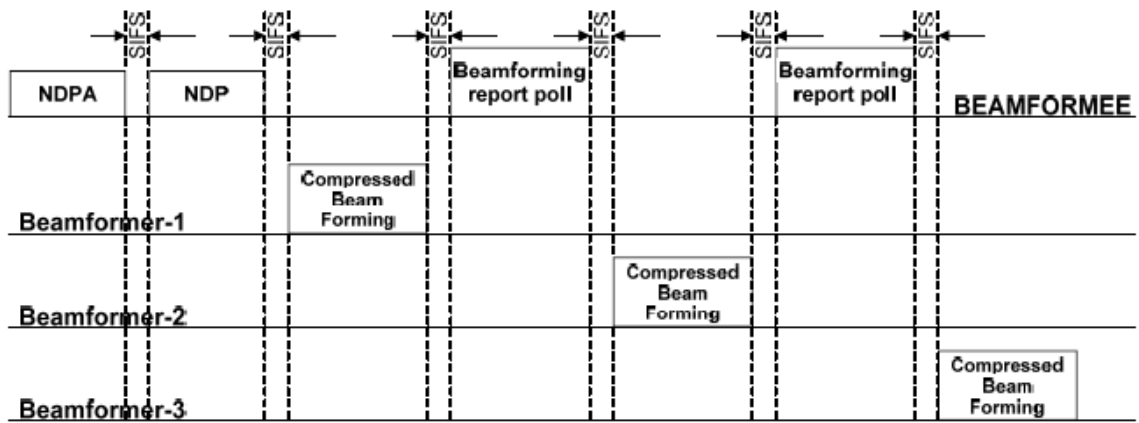 SIFS SIFS SIFS SIFS SIFS SIFS
NDPA NDP
Beamforming
report poll
Beamforming
report poll
BEAMFORMEE
Compressed
Beam
Forming
Beamformer-1
Compressed
Beam
Forming
Beamformer-2
Compressed
Beam
Forming
Beamformer-3